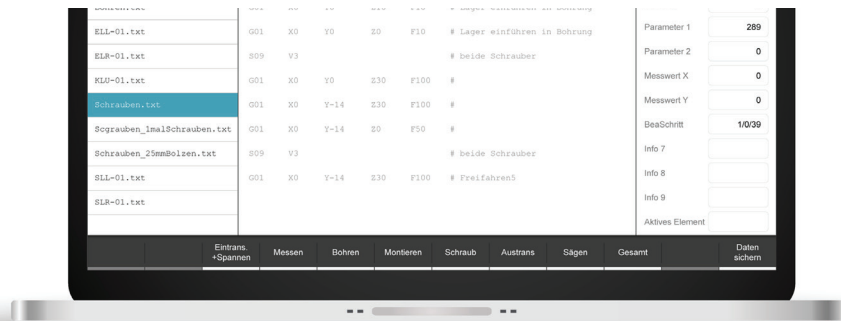 ELL-01.txt G01 X0 Y0 Z0 F10 # Lager einführen in Bohrung
ELR-01.txt S09 V3 # beide Schrauber
KLU-01.txt G01 X0 Y0 Z30 F100 #
Schrauben.txt G01 X0 Y-14 Z30 F100 #
Scgrauben_1malSchrauben.txt G01 X0 Y-14 Z0 F50 #
Schrauben_25mmBolzen.txt S09 V3 # beide Schrauber
SLL-01.txt G01 X0 Y-14 Z30 F100 # Freifahren5
SLR-01.txt
Parameter 1 289
Parameter 2 0
Messwert X 0
Messwert Y 0
BeaSchritt 1/0/39
Info 7
Info 8
Info 9
Aktives Element
Eintrans. +Spannen Messen Bohren Montieren Schraub Austrans Sägen Gesamt Daten sichern